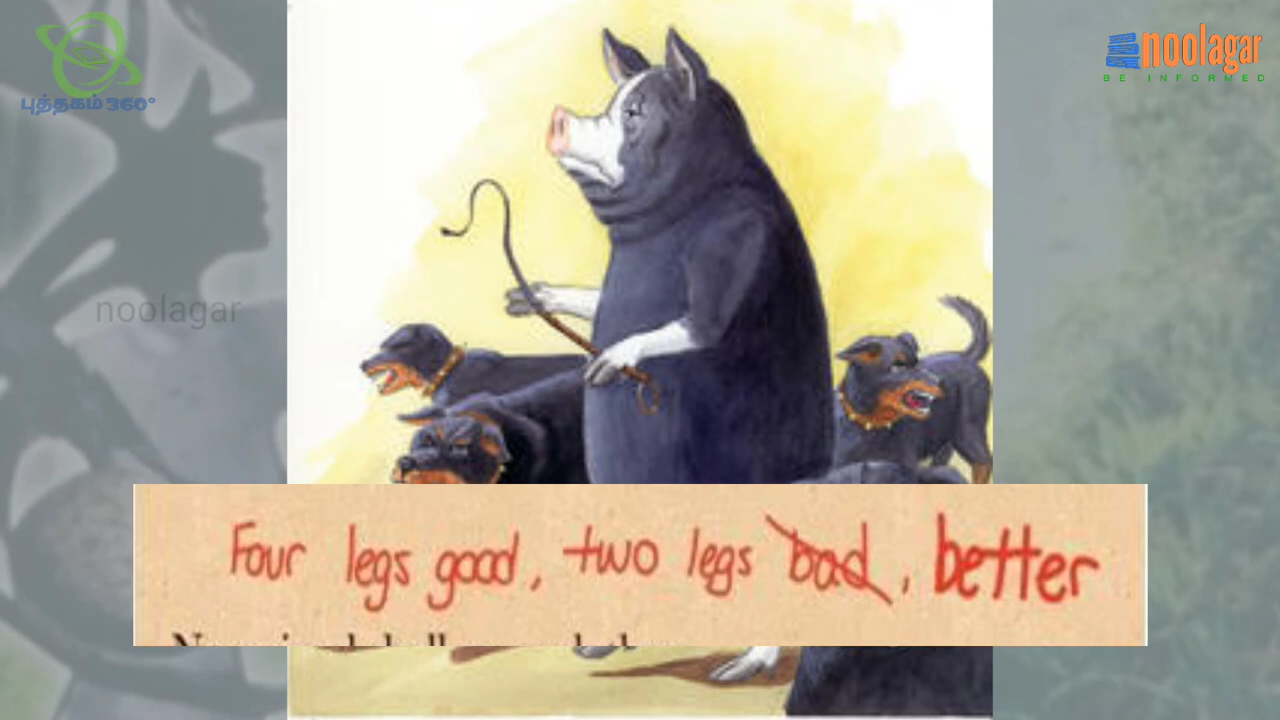 புத்தகம் 360°
noolagar
BE INFORMED
noolagar
Four legs good, two legs bad, better